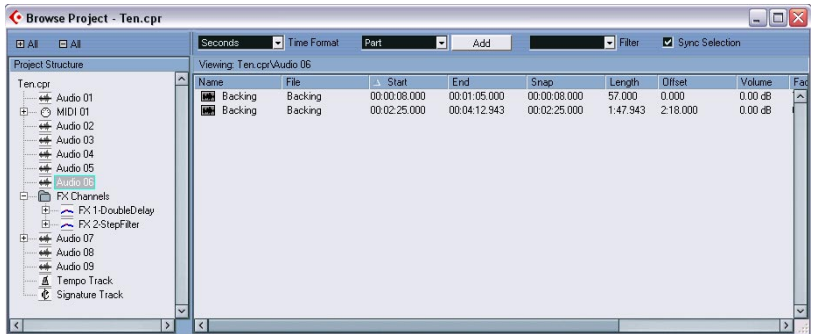 Browse Project - Ten.cpr
All All Seconds Time Format Part Add Filter Sync Selection
Project Structure Viewing: Ten.cpr\Audio 06
Name File Start End Snap Length Offset Volume Fad
Backing Backing 00:00:08.000 00:01:05.000 00:00:08.000 57.000 0.000 0.00 dB
Backing Backing 00:02:25.000 00:04:12.943 00:02:25.000 1:47.943 2:18.000 0.00 dB
Ten.cpr
Audio 01
MIDI 01
Audio 02
Audio 03
Audio 04
Audio 05
Audio 06
FX Channels
FX 1-DoubleDelay
FX 2-StepFilter
Audio 07
Audio 08
Audio 09
Tempo Track
Signature Track